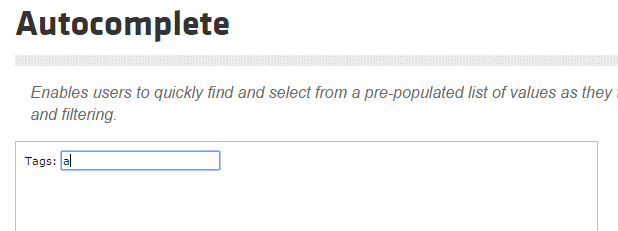 Autocomplete
Enables users to quickly find and select from a pre-populated list of values as they
and filtering.
Tags: a